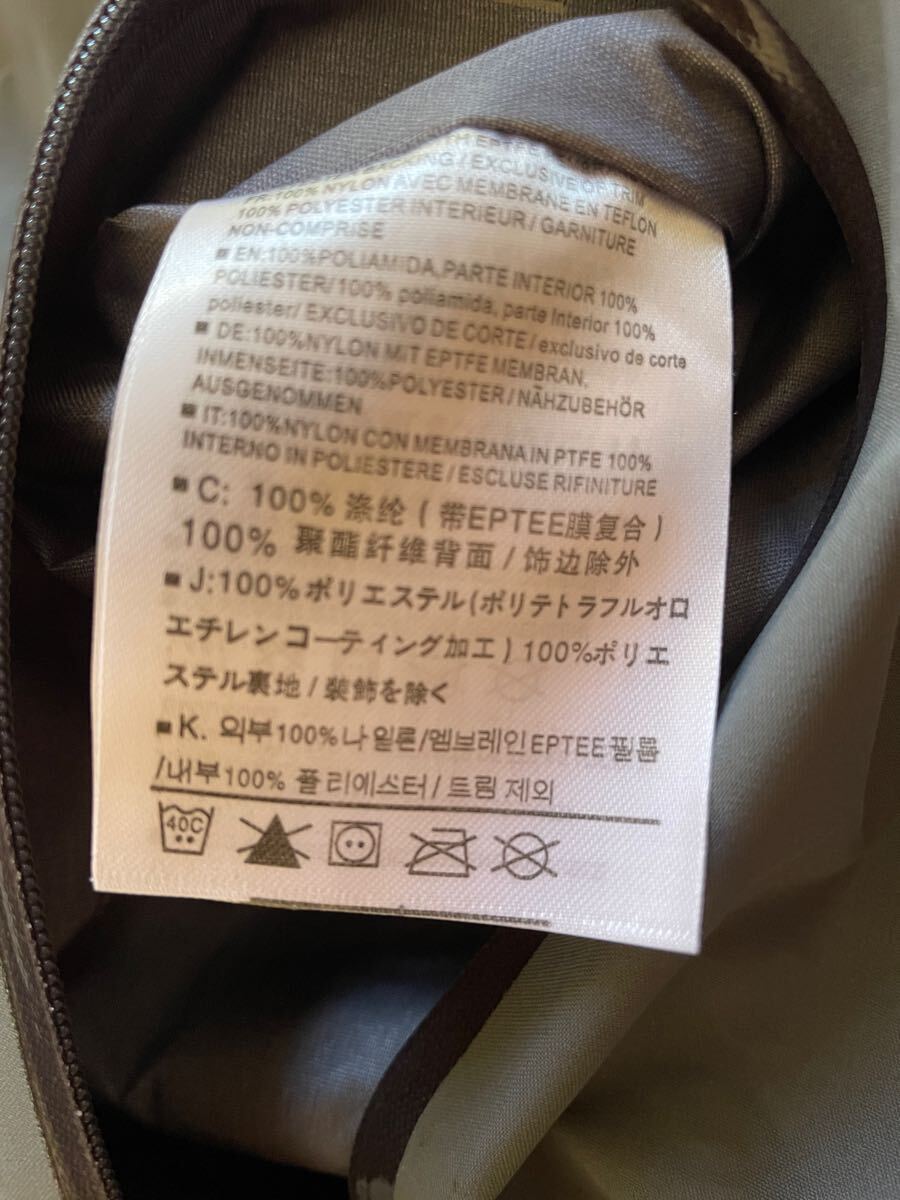 EPTFE
/EXCLUSIVE OF TRIM
FR:100% NYLON AVEC MEMBRANE EN TEFLON
100% POLYESTER INTERIEUR/GARNITURE
NON-COMPRISE
■ EN:100%POLIAMIDA,PARTE INTERIOR 100%
POLIESTER/100% poliamida, parte Interior 100%
poliester/ EXCLUSIVO DE CORTE/exclusivo de corte
■ DE:100%NYLON MIT EPTFE MEMBRAN,
INMENSEITE:100%POLYESTER/NÄHZUBEHÖR
AUSGENOMMEN
■ IT:100%NYLON CON MEMBRANA IN PTFE 100%
INTERNO IN POLIESTERE/ESCLUSE RIFINITURE
■ C: 100% 涤纶 ( 带EPTEE膜复合 )
100% 聚酯纤维背面/饰边除外
■ J:100%ポリエステル(ポリテトラフルオロ
エチレンコーティング加工) 100%ポリエ
ステル裏地/装飾を除く
■ K. 외부100%나일론/멤브레인EPTEE필름
/내부100% 폴리에스터/트림 제외
40C